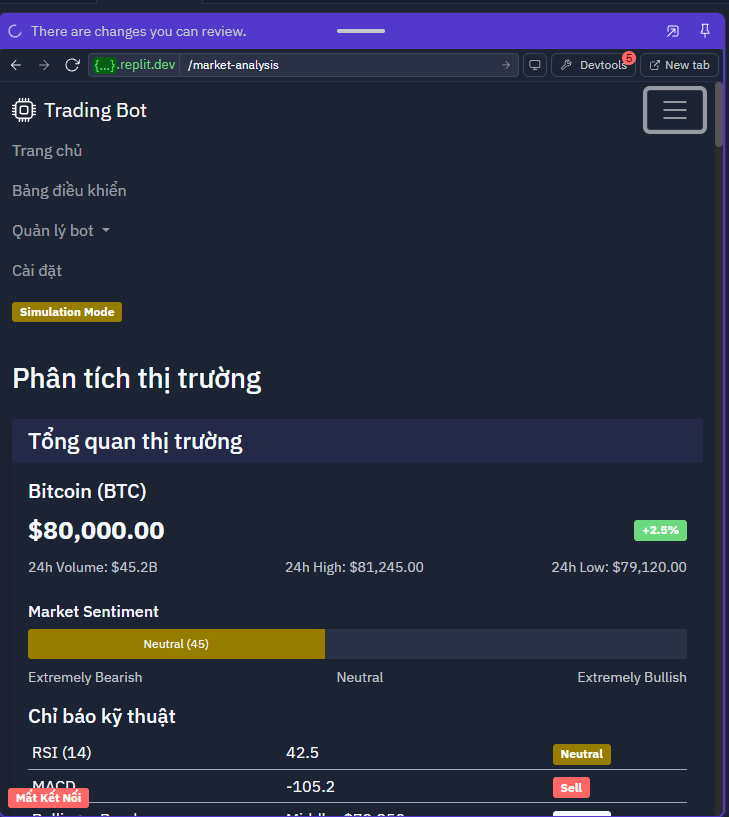 There are changes you can review.
{...}.replit.dev /market-analysis
Devtools 5
New tab
Trading Bot
Trang chủ
Bảng điều khiển
Quản lý bot
Cài đặt
Simulation Mode
Phân tích thị trường
Tổng quan thị trường
Bitcoin (BTC)
$80,000.00 +2.5%
24h Volume: $45.2B 24h High: $81,245.00 24h Low: $79,120.00
Market Sentiment
Neutral (45)
Extremely Bearish Neutral Extremely Bullish
Chỉ báo kỹ thuật
RSI (14) 42.5 Neutral
MACD -105.2 Sell
Mất Kết Nối